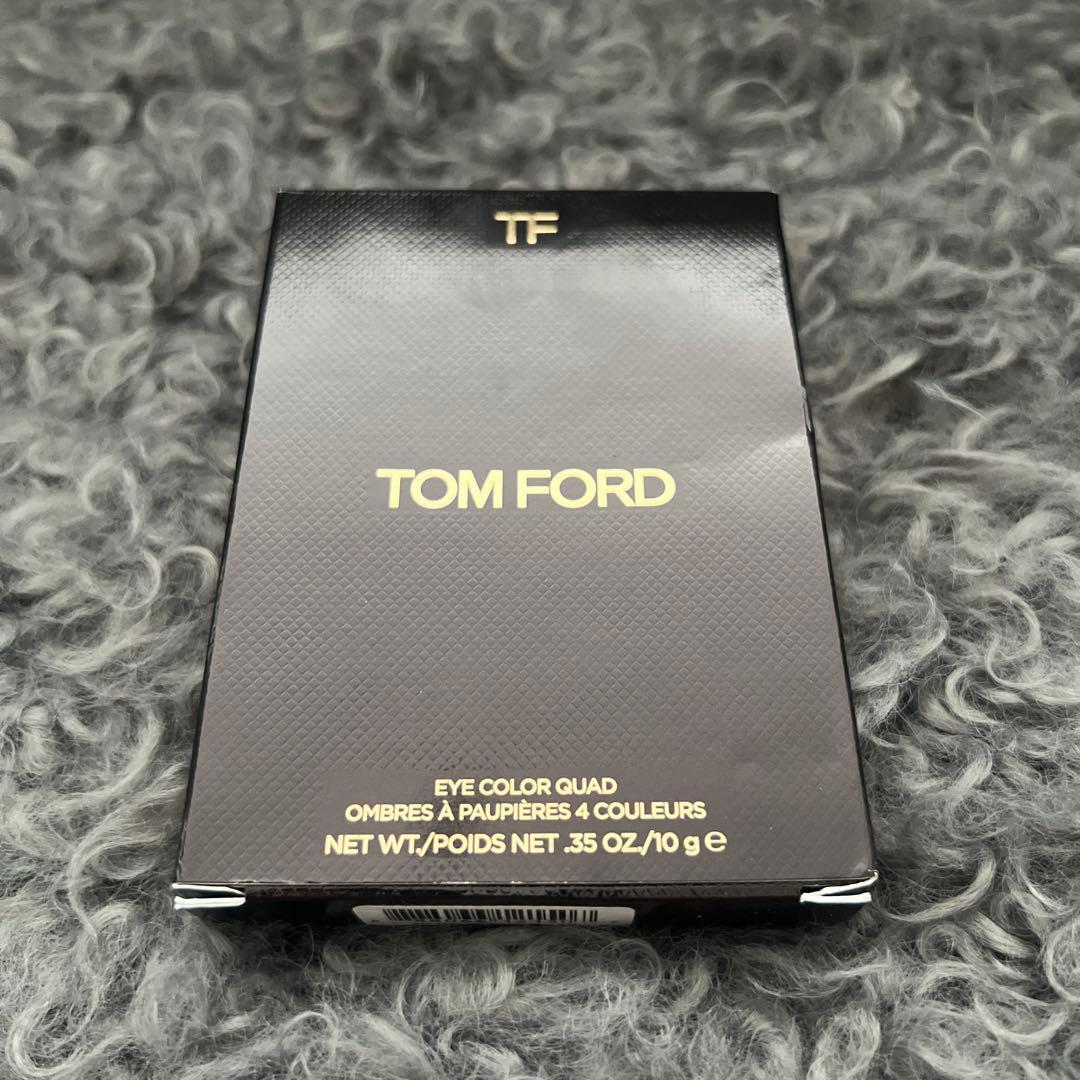 TF
TOM FORD
EYE COLOR QUAD
OMBRES À PAUPIÈRES 4 COULEURS
NET WT./POIDS NET .35 OZ./10 g ℮